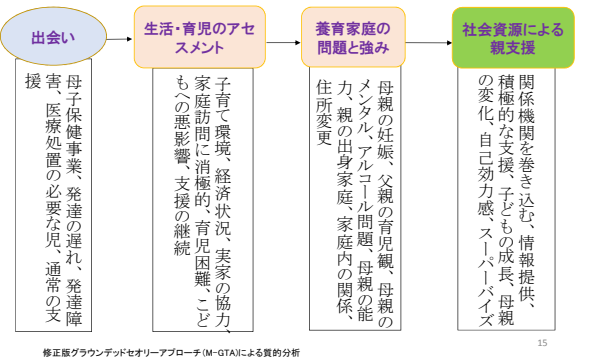 出会い
生活・育児のアセ
スメント
養育家庭の
問題と強み
社会資源による
親支援
母子保健事業、発達の遅れ、発達障
害、医療処置の必要な児、通常の支
援
子育て環境、経済状況、実家の協力、
家庭訪問に消極的、育児困難、こど
もへの悪影響、支援の継続
母親の妊娠、父親の育児観、母親の
メンタル、アルコール問題、母親の能
力、親の出身家庭、家庭内の関係、
住所変更
関係機関を巻き込む、情報提供、
積極的な支援、子どもの成長、母親
の変化、自己効力感、スーパーバイズ
15
修正版グラウンデッドセオリーアプローチ(M-GTA)による質的分析